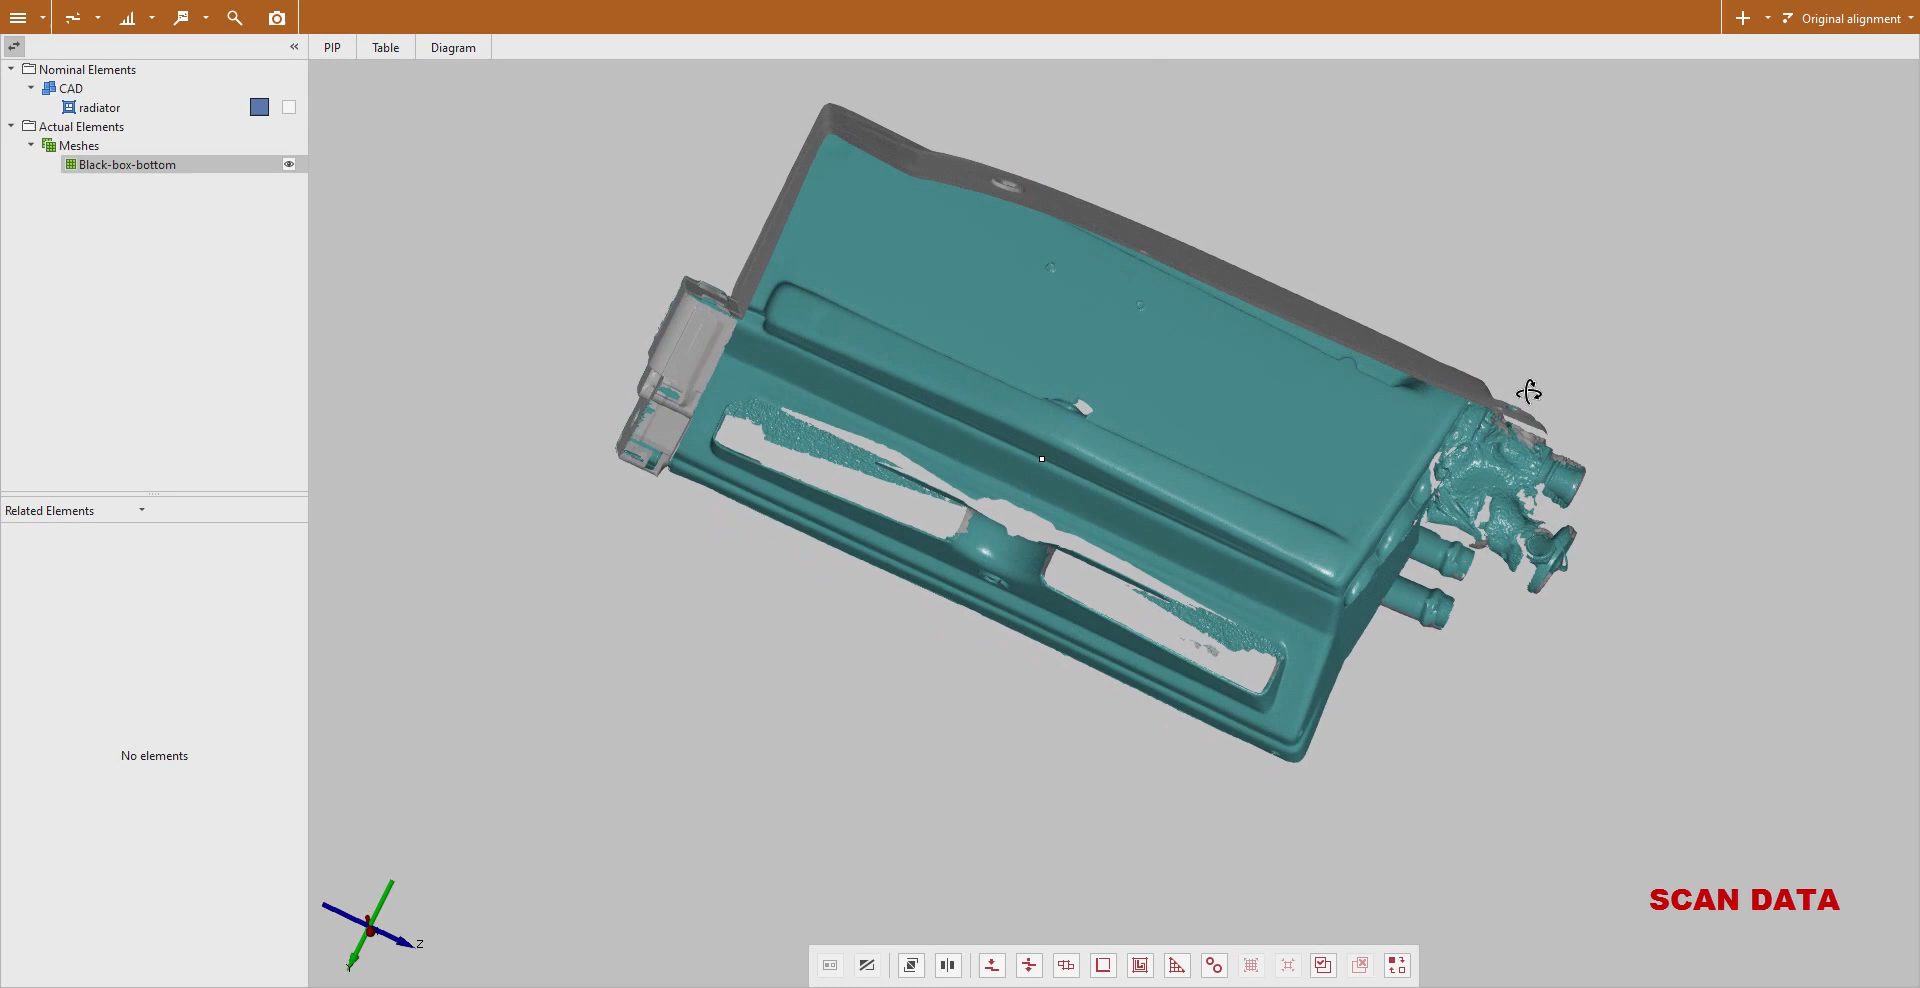 Original alignment
PIP
Table
Diagram
Nominal Elements
CAD
radiator
Actual Elements
Meshes
Black-box-bottom
Related Elements
No elements
Z
Y
SCAN DATA